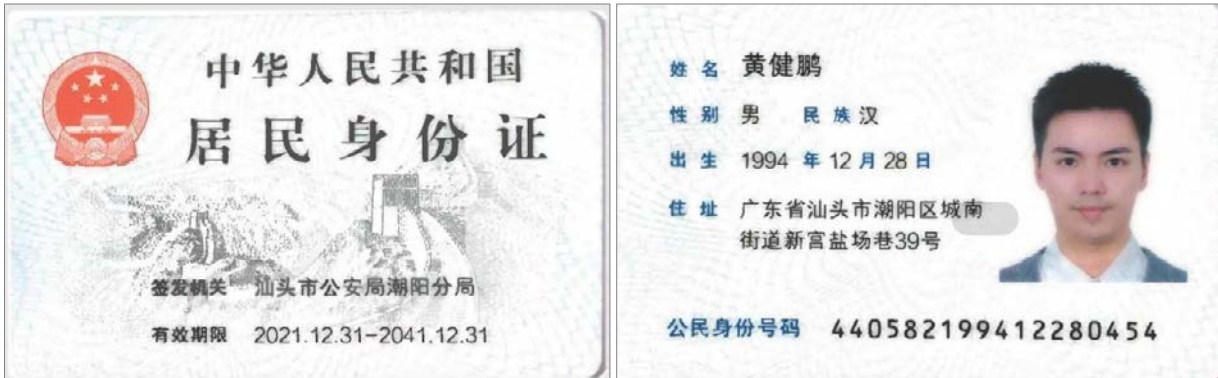 中华人民共和国
居民身份证
签发机关 汕头市公安局潮阳分局
有效期限 2021.12.31-2041.12.31
姓名 黄健鹏
性别 男 民族 汉
出生 1994 年 12 月 28 日
住址 广东省汕头市潮阳区城南
街道新宫盐场巷39号
公民身份号码 440582199412280454